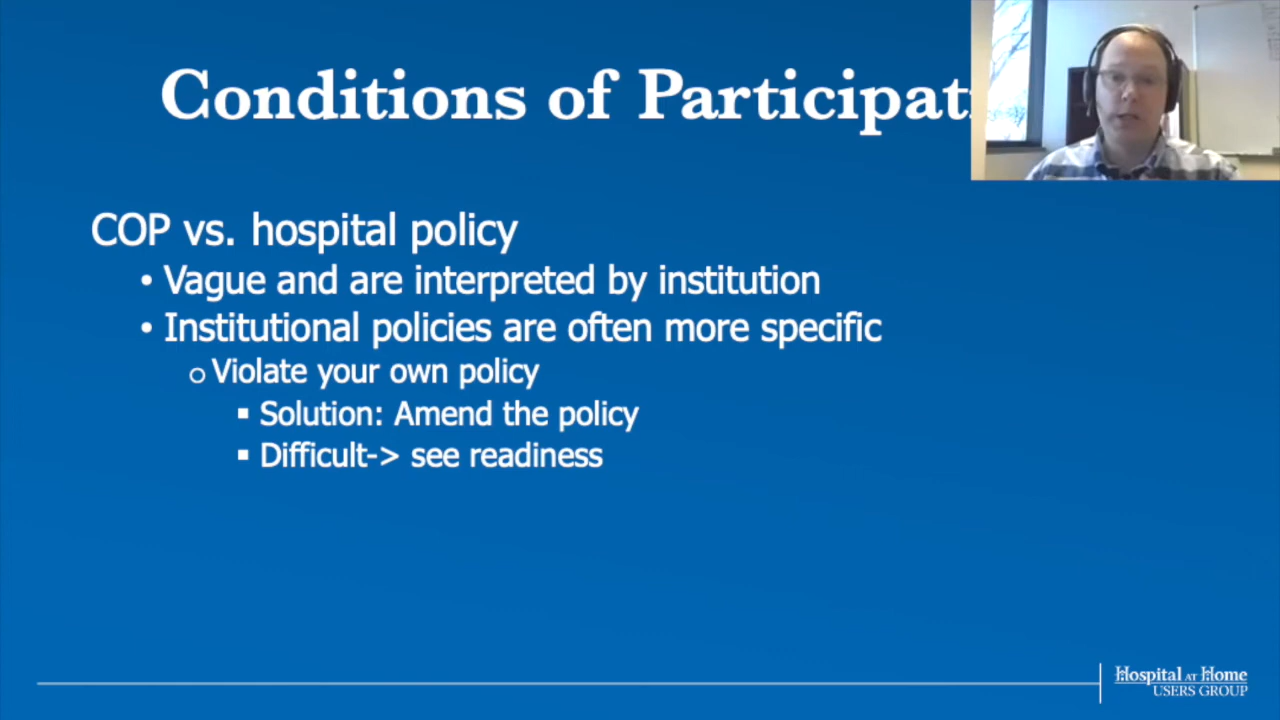 Conditions of Participat
COP vs. hospital policy
• Vague and are interpreted by institution
• Institutional policies are often more specific
o Violate your own policy
▪ Solution: Amend the policy
▪ Difficult-> see readiness
Hospital AT Home
USERS GROUP